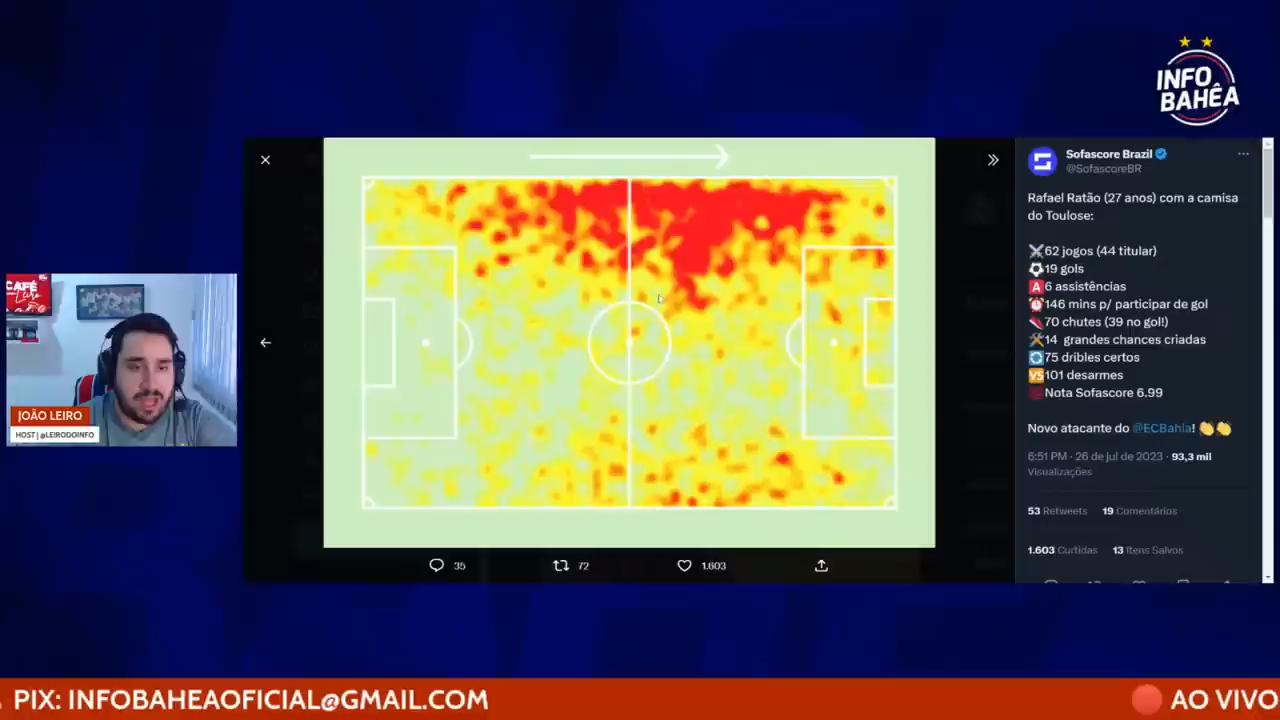 INFO
BAHÊA
Sofascore Brazil
@SofascoreBR
Rafael Ratão (27 anos) com a camisa
do Toulose:
62 jogos (44 titular)
19 gols
A 6 assistências
146 mins p/ participar de gol
70 chutes (39 no gol!)
14 grandes chances criadas
75 dribles certos
VS 101 desarmes
Nota Sofascore 6.99
Novo atacante do @ECBahia!
6:51 PM · 26 de jul de 2023 · 93,3 mil
Visualizações
53 Retweets 19 Comentários
1.603 Curtidas 13 Itens Salvos
35 72 1.603
CAFÉ
JOÃO LEIRO
HOST | @LEIRODOINFO
PIX: INFOBAHEAOFICIAL@GMAIL.COM
AO VIVO